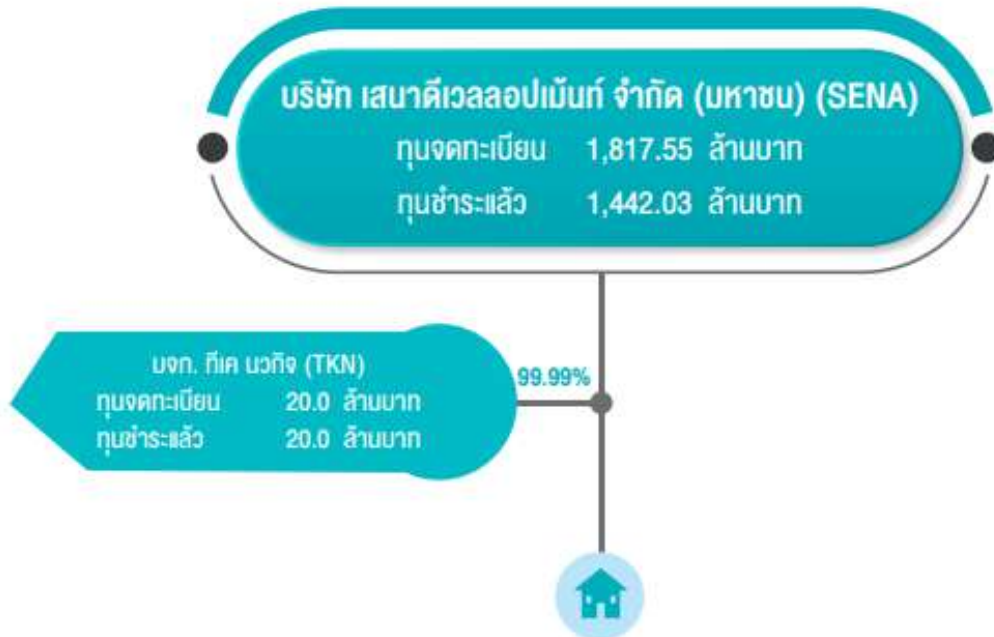 บริษัท เสนาดีเวลลอปเม้นท์ จำกัด (มหาชน) (SENA)
ทุนจดทะเบียน 1,817.55 ล้านบาท
ทุนชำระแล้ว 1,442.03 ล้านบาท
บจก. ทีเค นวกิจ (TKN)
ทุนจดทะเบียน 20.0 ล้านบาท
ทุนชำระแล้ว 20.0 ล้านบาท
99.99%